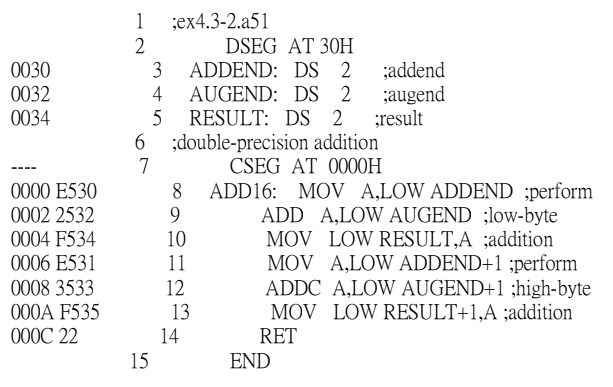 1 ;ex4.3-2.a51
2 DSEG AT 30H
0030 3 ADDEND: DS 2 ;addend
0032 4 AUGEND: DS 2 ;augend
0034 5 RESULT: DS 2 ;result
6 ;double-precision addition
---- 7 CSEG AT 0000H
0000 E530 8 ADD16: MOV A,LOW ADDEND ;perform
0002 2532 9 ADD A,LOW AUGEND ;low-byte
0004 F534 10 MOV LOW RESULT,A ;addition
0006 E531 11 MOV A,LOW ADDEND+1 ;perform
0008 3533 12 ADDC A,LOW AUGEND+1 ;high-byte
000A F535 13 MOV LOW RESULT+1,A ;addition
000C 22 14 RET
15 END